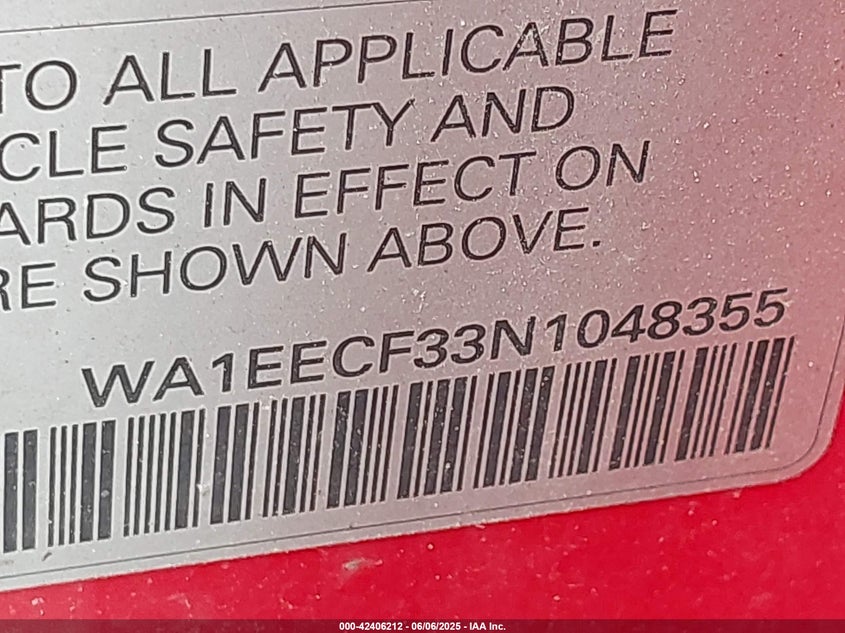 TO ALL APPLICABLE
CLE SAFETY AND
ARDS IN EFFECT ON
RE SHOWN ABOVE.
WA1EECF33N1048355
000-42406212 - 06/06/2025 - IAA Inc.